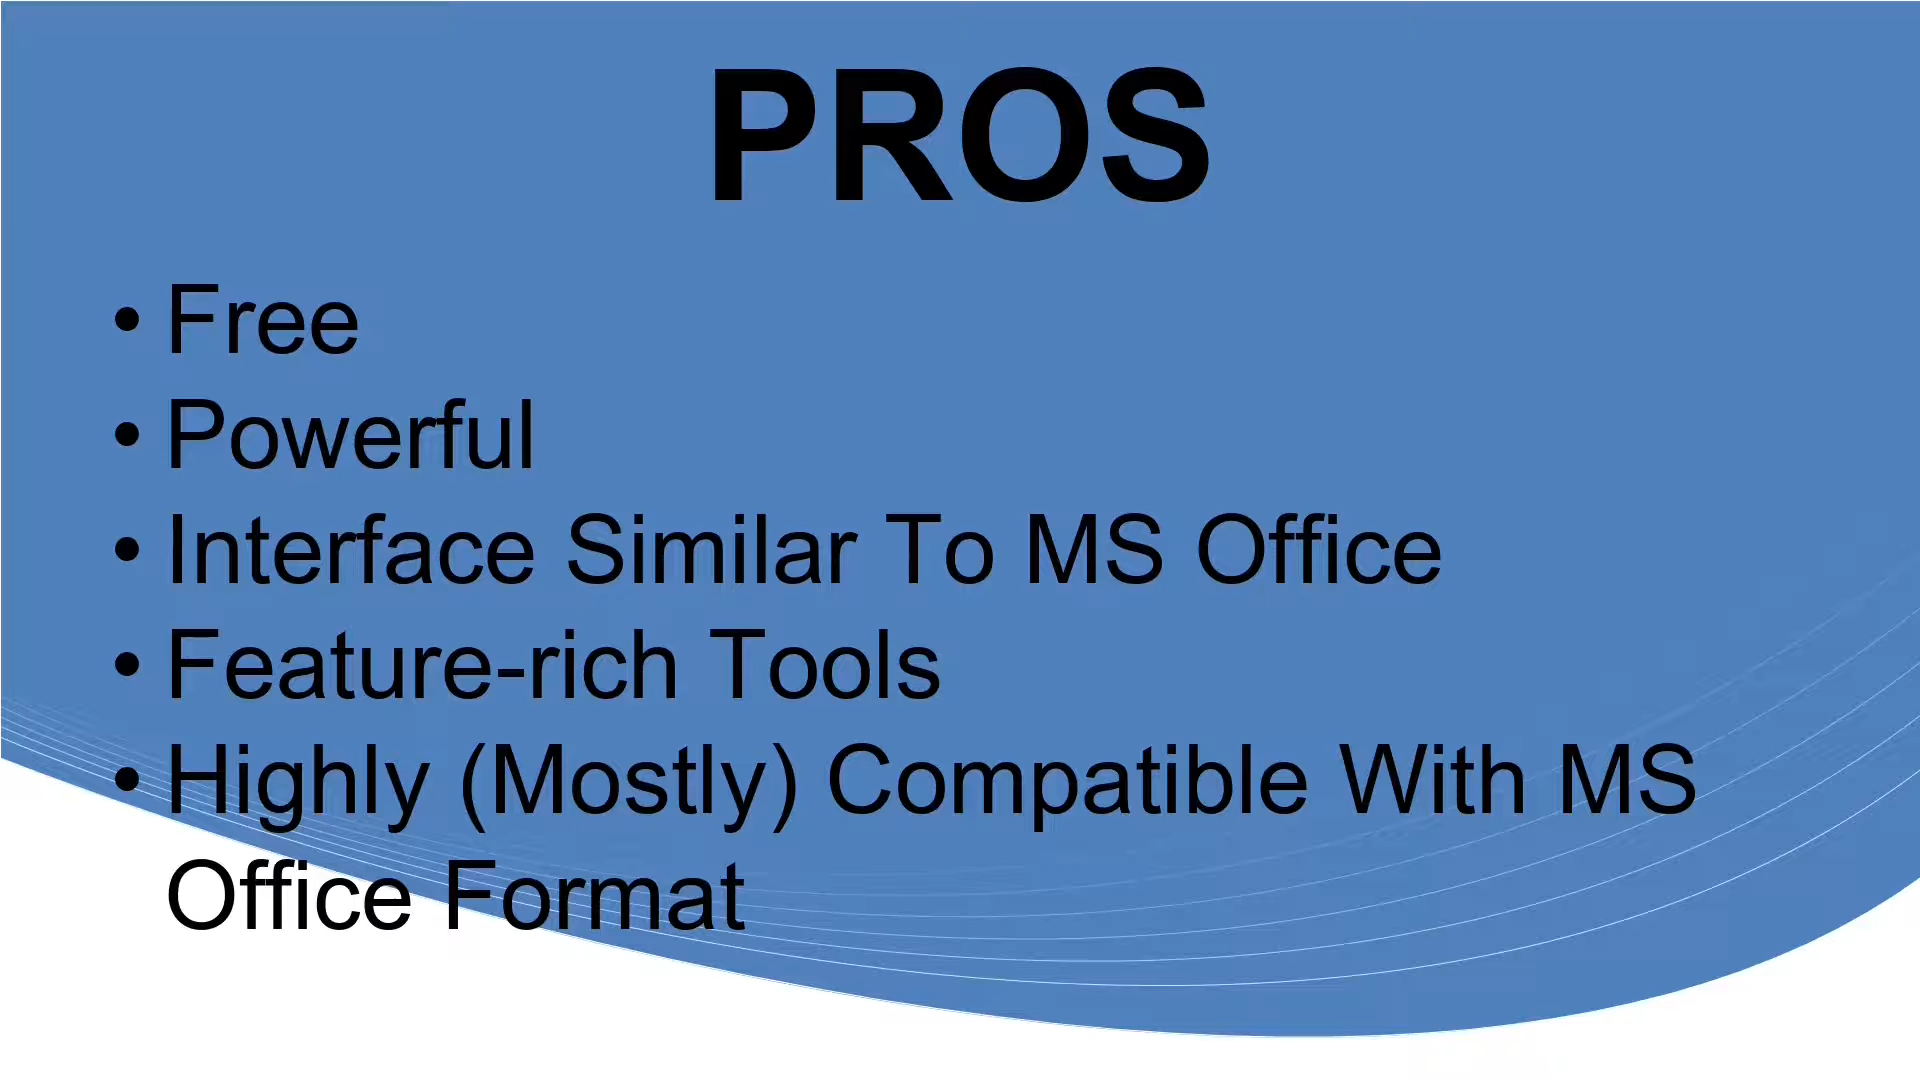 PROS
• Free
• Powerful
• Interface Similar To MS Office
• Feature-rich Tools
• Highly (Mostly) Compatible With MS
Office Format